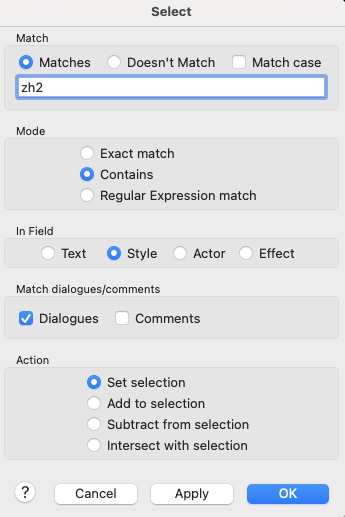 Select
Match
Matches Doesn't Match Match case
zh2
Mode
Exact match
Contains
Regular Expression match
In Field
Text Style Actor Effect
Match dialogues/comments
Dialogues Comments
Action
Set selection
Add to selection
Subtract from selection
Intersect with selection
? Cancel Apply OK